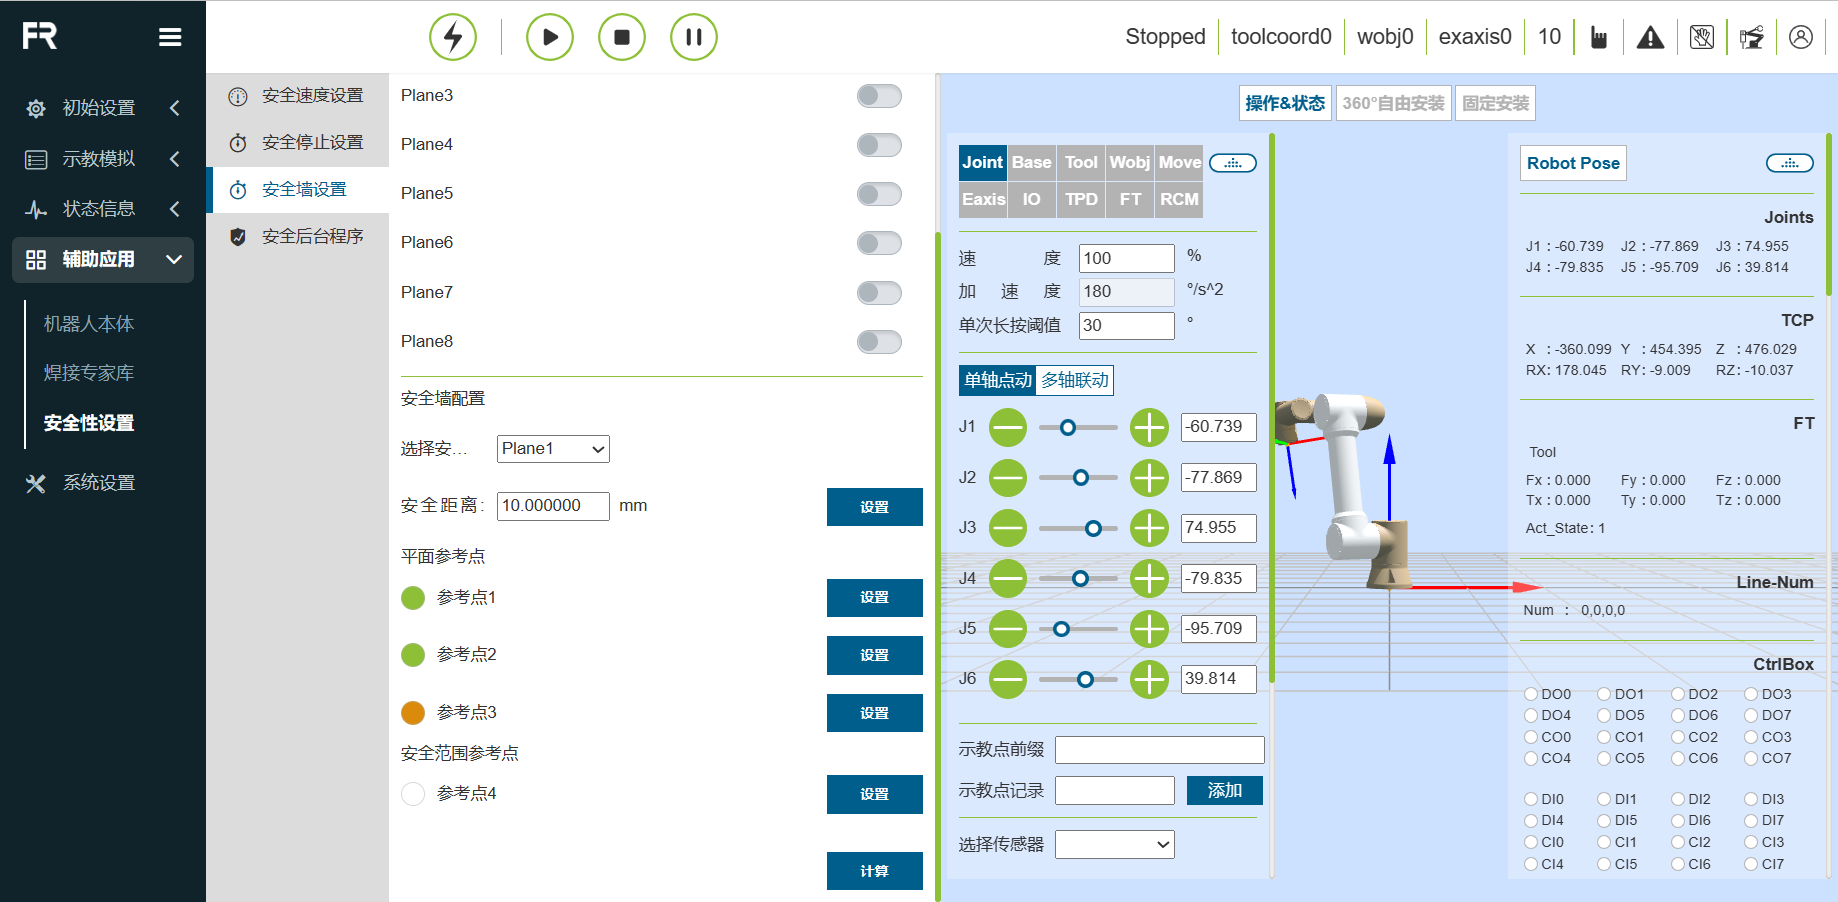 FR
Stopped
toolcoord0
wobj0
exaxis0
10
初始设置
示教模拟
状态信息
辅助应用
机器人本体
焊接专家库
安全性设置
系统设置
安全速度设置
安全停止设置
安全墙设置
安全后台程序
Plane3
Plane4
Plane5
Plane6
Plane7
Plane8
安全墙配置
选择安... Plane1
安全距离: 10.000000 mm 设置
平面参考点
参考点1 设置
参考点2 设置
参考点3 设置
安全范围参考点
参考点4 设置
计算
操作&状态 360°自由安装 固定安装
Joint Base Tool Wobj Move
Eaxis IO TPD FT RCM
速度 100 %
加速度 180 °/s^2
单次长按阈值 30 °
单轴点动 多轴联动
J1 -60.739
J2 -77.869
J3 74.955
J4 -79.835
J5 -95.709
J6 39.814
示教点前缀
示教点记录 添加
选择传感器
Robot Pose
Joints
J1 : -60.739 J2 : -77.869 J3 : 74.955
J4 : -79.835 J5 : -95.709 J6 : 39.814
TCP
X : -360.099 Y : 454.395 Z : 476.029
RX: 178.045 RY: -9.009 RZ: -10.037
FT
Tool
Fx : 0.000 Fy : 0.000 Fz : 0.000
Tx : 0.000 Ty : 0.000 Tz : 0.000
Act_State : 1
Line-Num
Num : 0,0,0,0
CtrlBox
DO0 DO1 DO2 DO3
DO4 DO5 DO6 DO7
CO0 CO1 CO2 CO3
CO4 CO5 CO6 CO7
DI0 DI1 DI2 DI3
DI4 DI5 DI6 DI7
CI0 CI1 CI2 CI3
CI4 CI5 CI6 CI7